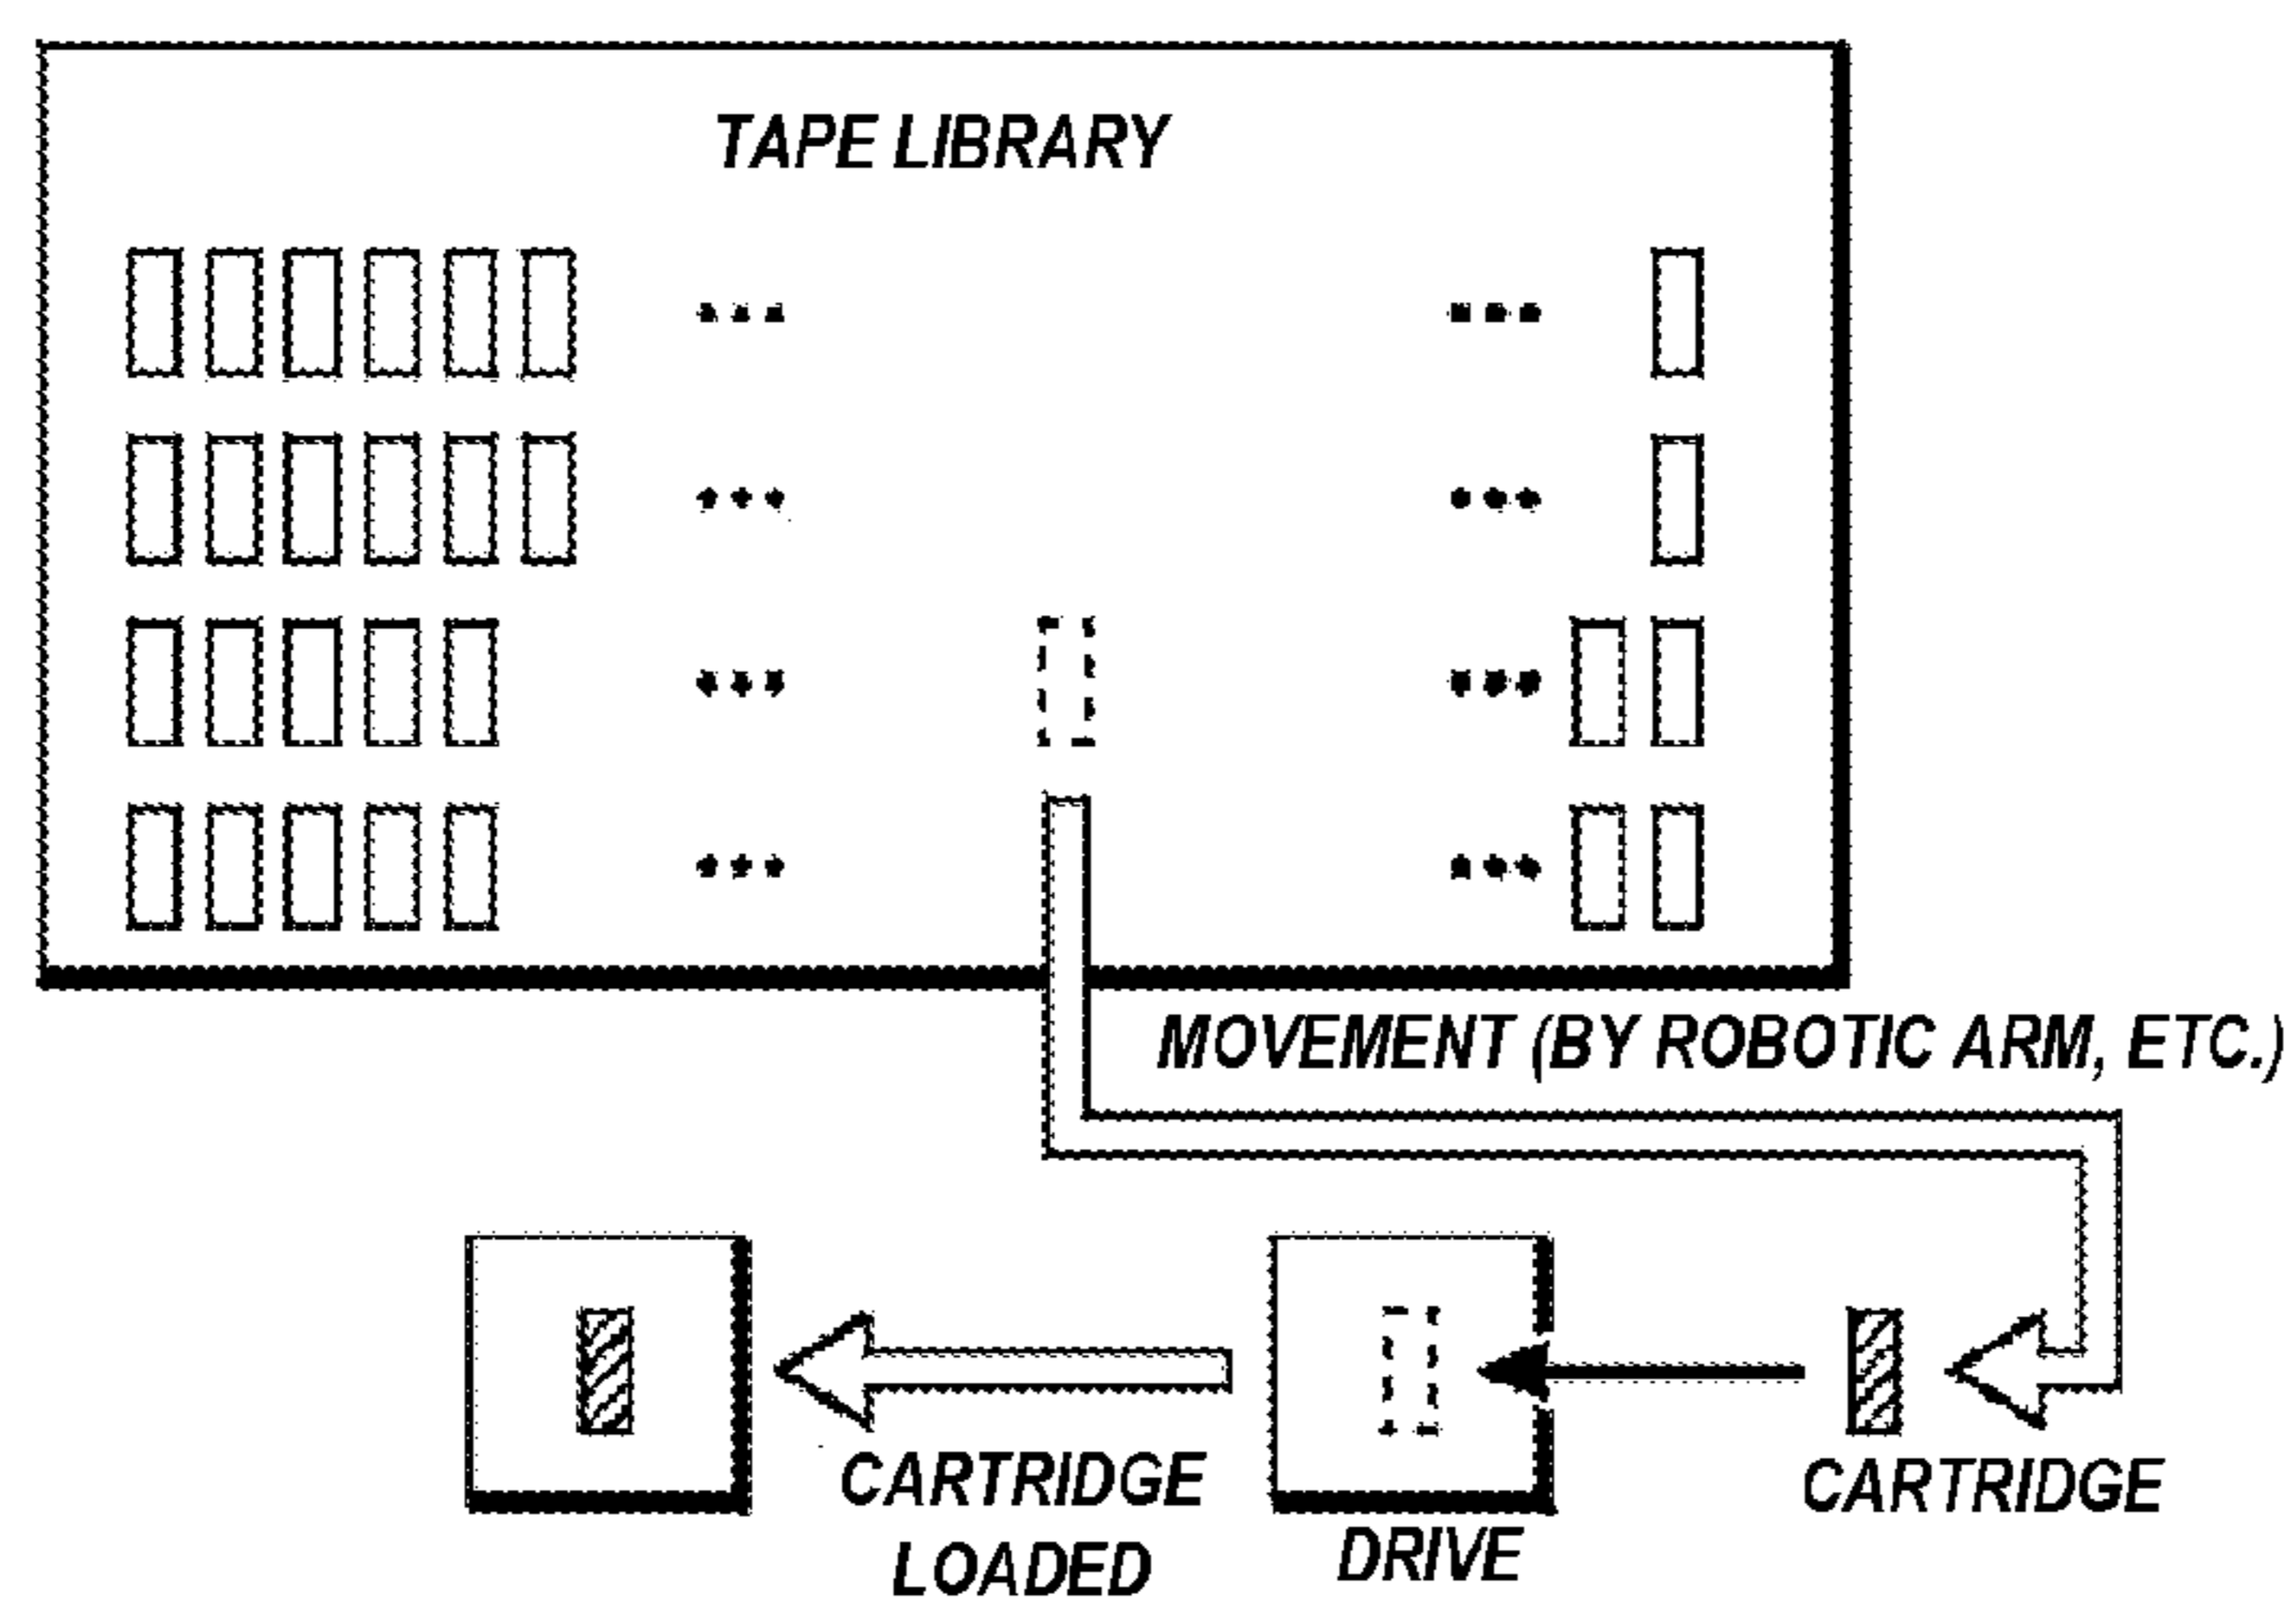 TAPE LIBRARY
MOVEMENT (BY ROBOTIC ARM, ETC.)
CARTRIDGE
LOADED
DRIVE
CARTRIDGE